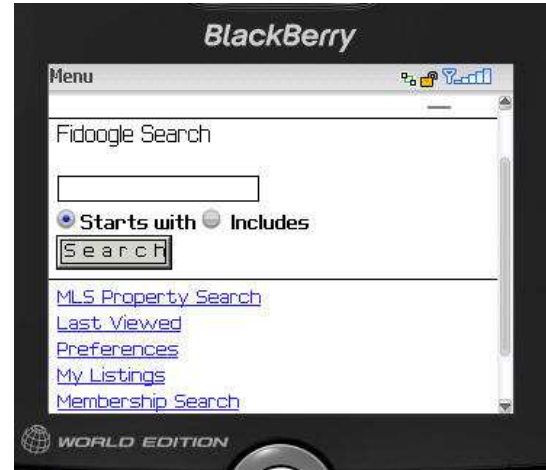 BlackBerry
Menu
Fidoogle Search
Starts with Includes
Search
MLS Property Search
Last Viewed
Preferences
My Listings
Membership Search
WORLD EDITION